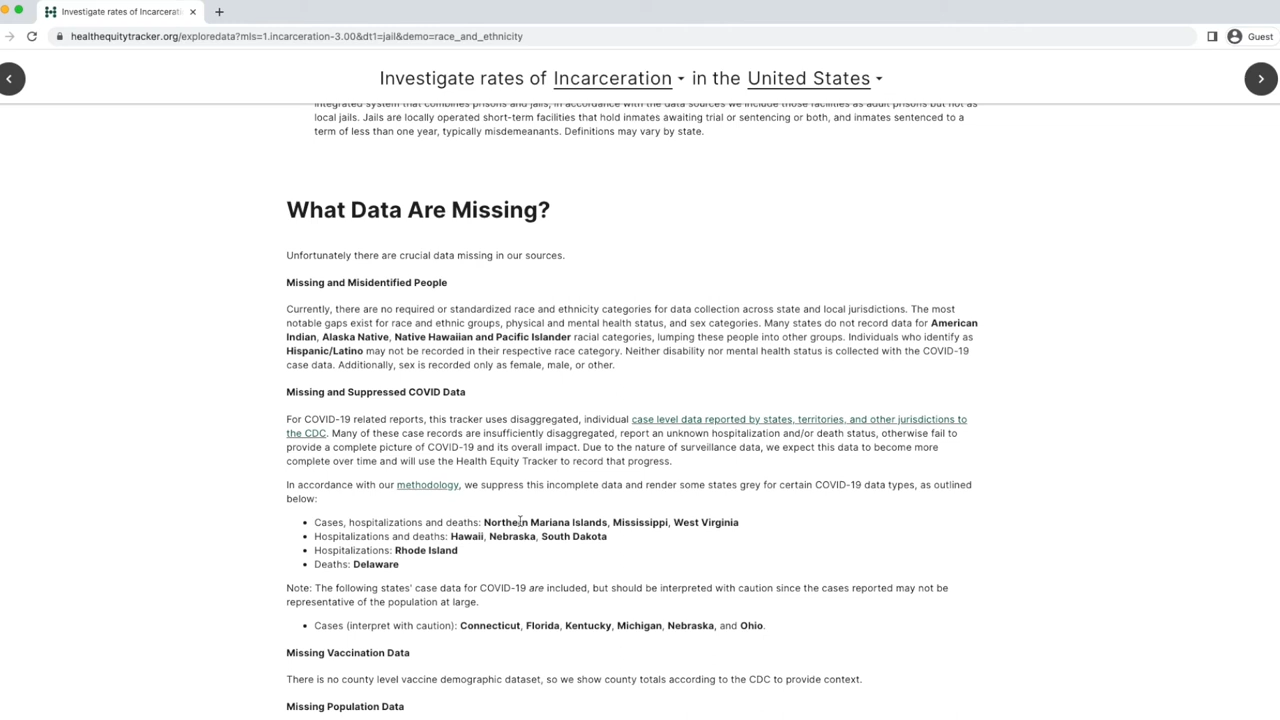 Investigate rates of Incarcerati
healthequitytracker.org/exploredata?mls=1.incarceration-3.00&dt1=jail&demo=race_and_ethnicity
Guest
Investigate rates of Incarceration in the United States
integrated system that combines prisons and jails, in accordance with the data sources we include those facilities as adult prisons but not as
local jails. Jails are locally operated short-term facilities that hold inmates awaiting trial or sentencing or both, and inmates sentenced to a
term of less than one year, typically misdemeanants. Definitions may vary by state.
What Data Are Missing?
Unfortunately there are crucial data missing in our sources.
Missing and Misidentified People
Currently, there are no required or standardized race and ethnicity categories for data collection across state and local jurisdictions. The most
notable gaps exist for race and ethnic groups, physical and mental health status, and sex categories. Many states do not record data for American
Indian, Alaska Native, Native Hawaiian and Pacific Islander racial categories, lumping these people into other groups. Individuals who identify as
Hispanic/Latino may not be recorded in their respective race category. Neither disability nor mental health status is collected with the COVID-19
case data. Additionally, sex is recorded only as female, male, or other.
Missing and Suppressed COVID Data
For COVID-19 related reports, this tracker uses disaggregated, individual case level data reported by states, territories, and other jurisdictions to
the CDC. Many of these case records are insufficiently disaggregated, report an unknown hospitalization and/or death status, otherwise fail to
provide a complete picture of COVID-19 and its overall impact. Due to the nature of surveillance data, we expect this data to become more
complete over time and will use the Health Equity Tracker to record that progress.
In accordance with our methodology, we suppress this incomplete data and render some states grey for certain COVID-19 data types, as outlined
below:
• Cases, hospitalizations and deaths: Northern Mariana Islands, Mississippi, West Virginia
• Hospitalizations and deaths: Hawaii, Nebraska, South Dakota
• Hospitalizations: Rhode Island
• Deaths: Delaware
Note: The following states' case data for COVID-19 are included, but should be interpreted with caution since the cases reported may not be
representative of the population at large.
• Cases (interpret with caution): Connecticut, Florida, Kentucky, Michigan, Nebraska, and Ohio.
Missing Vaccination Data
There is no county level vaccine demographic dataset, so we show county totals according to the CDC to provide context.
Missing Population Data